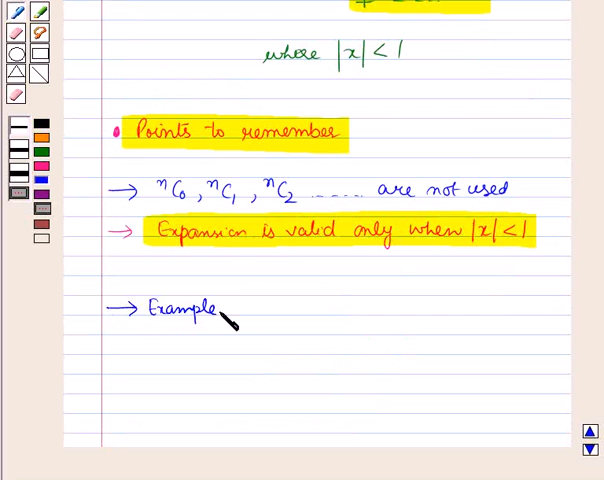 where |x| < 1
• Points to remember
→ ⁿC₀, ⁿC₁, ⁿC₂ ...... are not used
→ Expansion is valid only when |x| < 1
→ Example